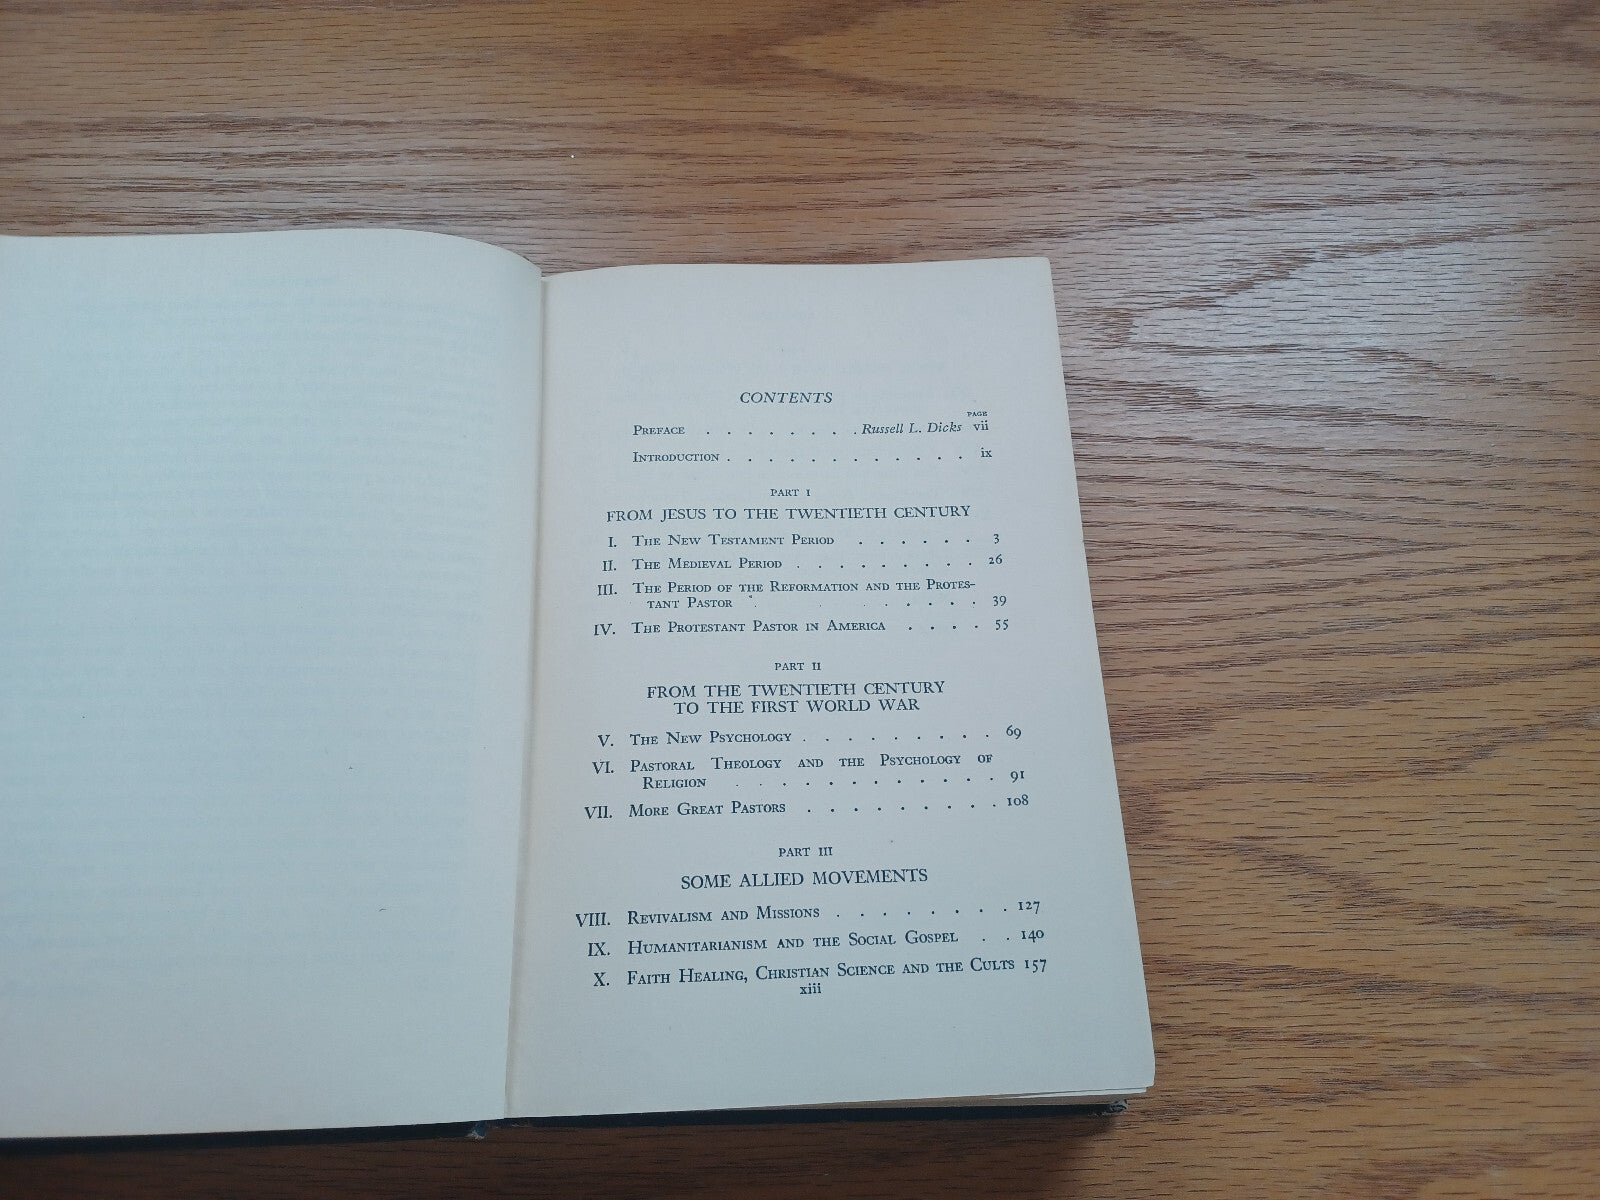 CONTENTS
PAGE
PREFACE . . . . . . . . Russell L. Dicks vii
INTRODUCTION . . . . . . . . . . . . ix
PART I
FROM JESUS TO THE TWENTIETH CENTURY
I. THE NEW TESTAMENT PERIOD . . . . . . 3
II. THE MEDIEVAL PERIOD . . . . . . . . . 26
III. THE PERIOD OF THE REFORMATION AND THE PROTES-
TANT PASTOR . . . . . . . 39
IV. THE PROTESTANT PASTOR IN AMERICA . . . . 55
PART II
FROM THE TWENTIETH CENTURY
TO THE FIRST WORLD WAR
V. THE NEW PSYCHOLOGY . . . . . . . . . 69
VI. PASTORAL THEOLOGY AND THE PSYCHOLOGY OF
RELIGION . . . . . . . . . . . . 91
VII. MORE GREAT PASTORS . . . . . . . . . 108
PART III
SOME ALLIED MOVEMENTS
VIII. REVIVALISM AND MISSIONS . . . . . . . . 127
IX. HUMANITARIANISM AND THE SOCIAL GOSPEL . . 140
X. FAITH HEALING, CHRISTIAN SCIENCE AND THE CULTS 157
xiii